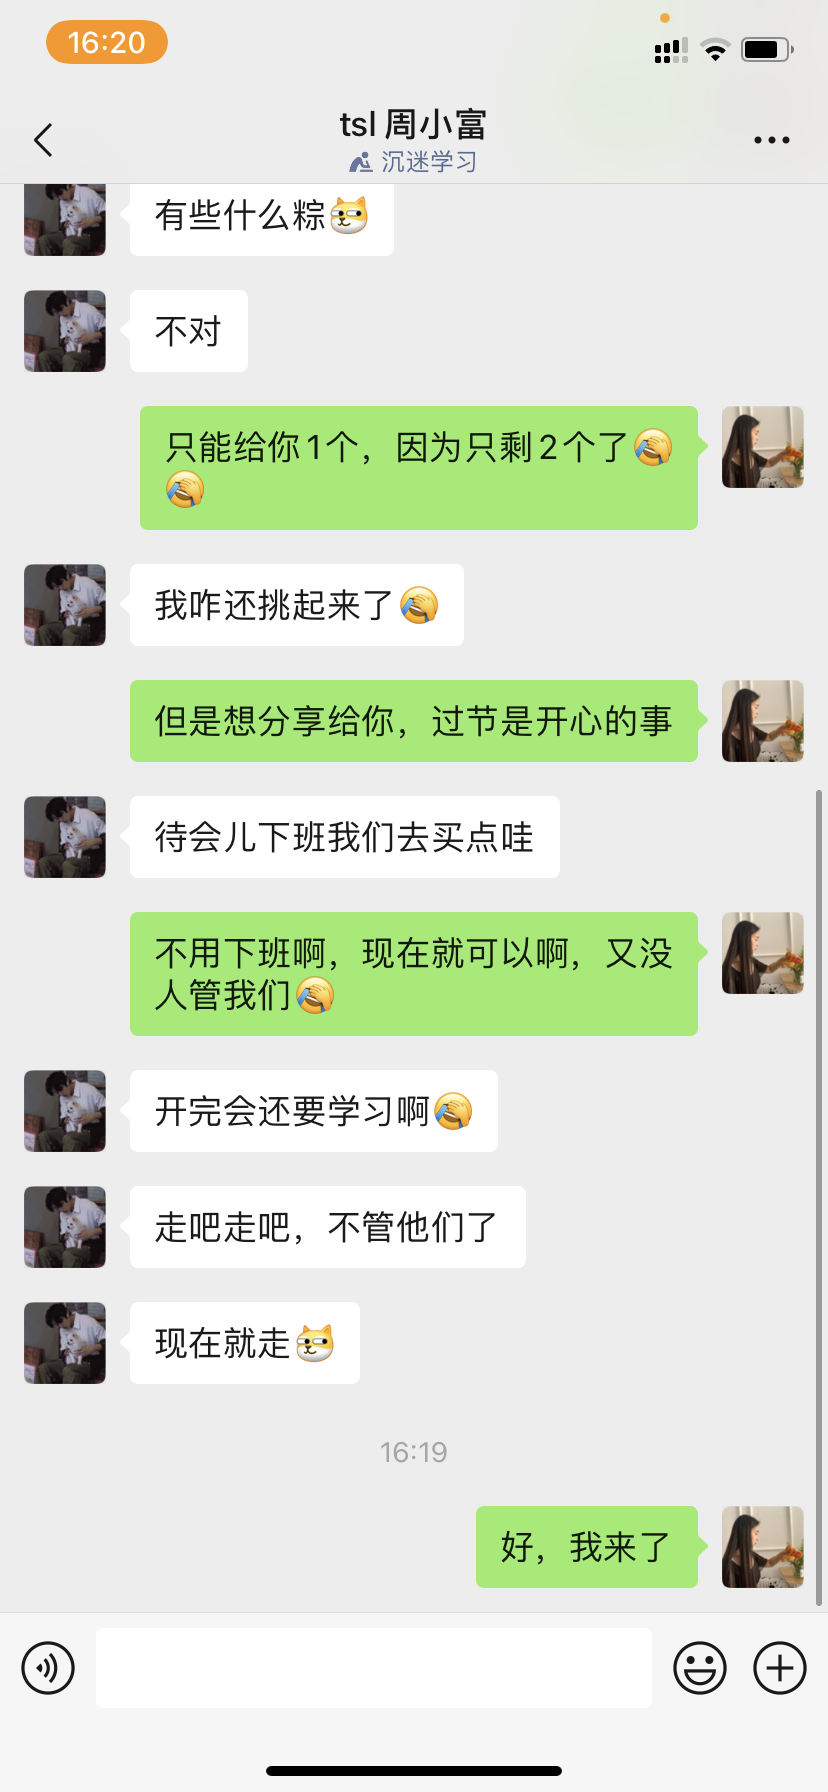 16:20
tsl 周小富
沉迷学习
有些什么粽
不对
只能给你1个，因为只剩2个了
我咋还挑起来了
但是想分享给你，过节是开心的事
待会儿下班我们去买点哇
不用下班啊，现在就可以啊，又没
人管我们
开完会还要学习啊
走吧走吧，不管他们了
现在就走
16:19
好，我来了